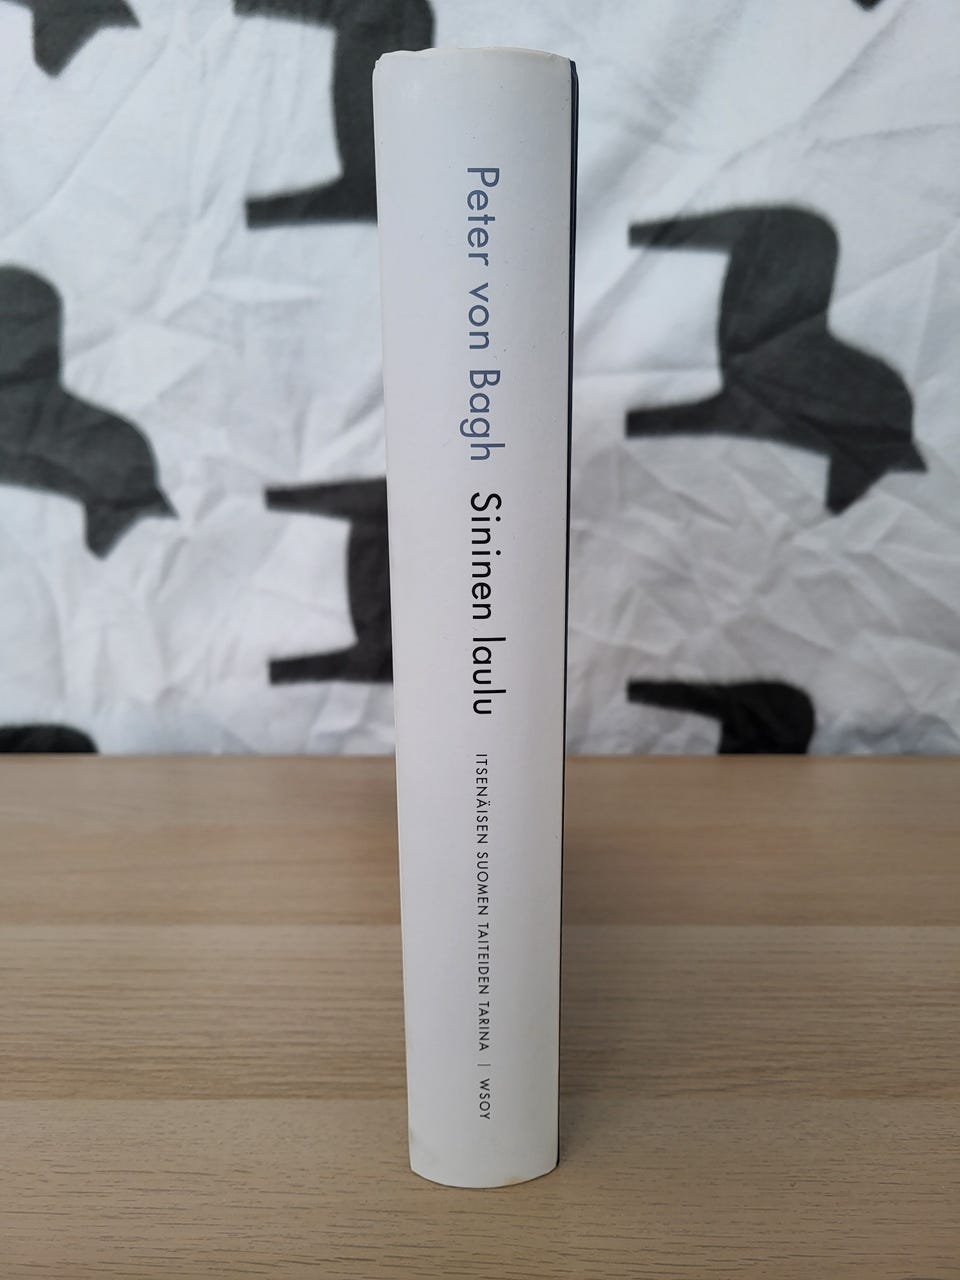 Peter von Bagh Sininen laulu ITSENÄISEN SUOMEN TAITEIDEN TARINA | WSOY